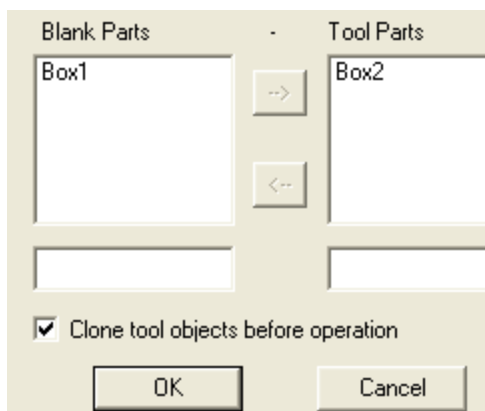 Blank Parts - Tool Parts
Box1 --> Box2
<--
Clone tool objects before operation
OK Cancel